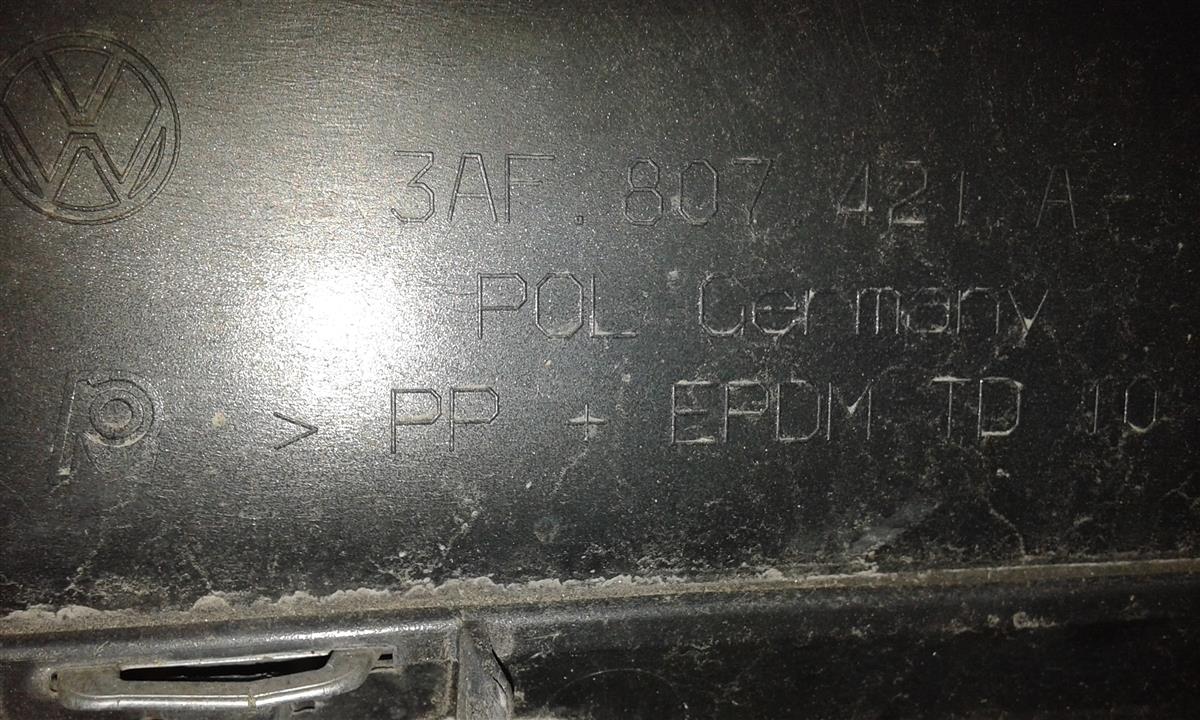 3AF.807.421.A
POL Germany
> PP + EPDM TD 10